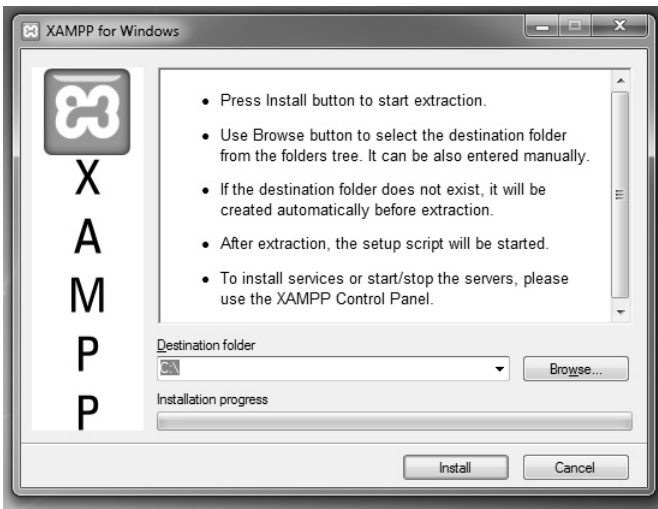 XAMPP for Windows
X
A
M
P
P
• Press Install button to start extraction.
• Use Browse button to select the destination folder
from the folders tree. It can be also entered manually.
• If the destination folder does not exist, it will be
created automatically before extraction.
• After extraction, the setup script will be started.
• To install services or start/stop the servers, please
use the XAMPP Control Panel.
Destination folder
C:\
Browse...
Installation progress
Install
Cancel